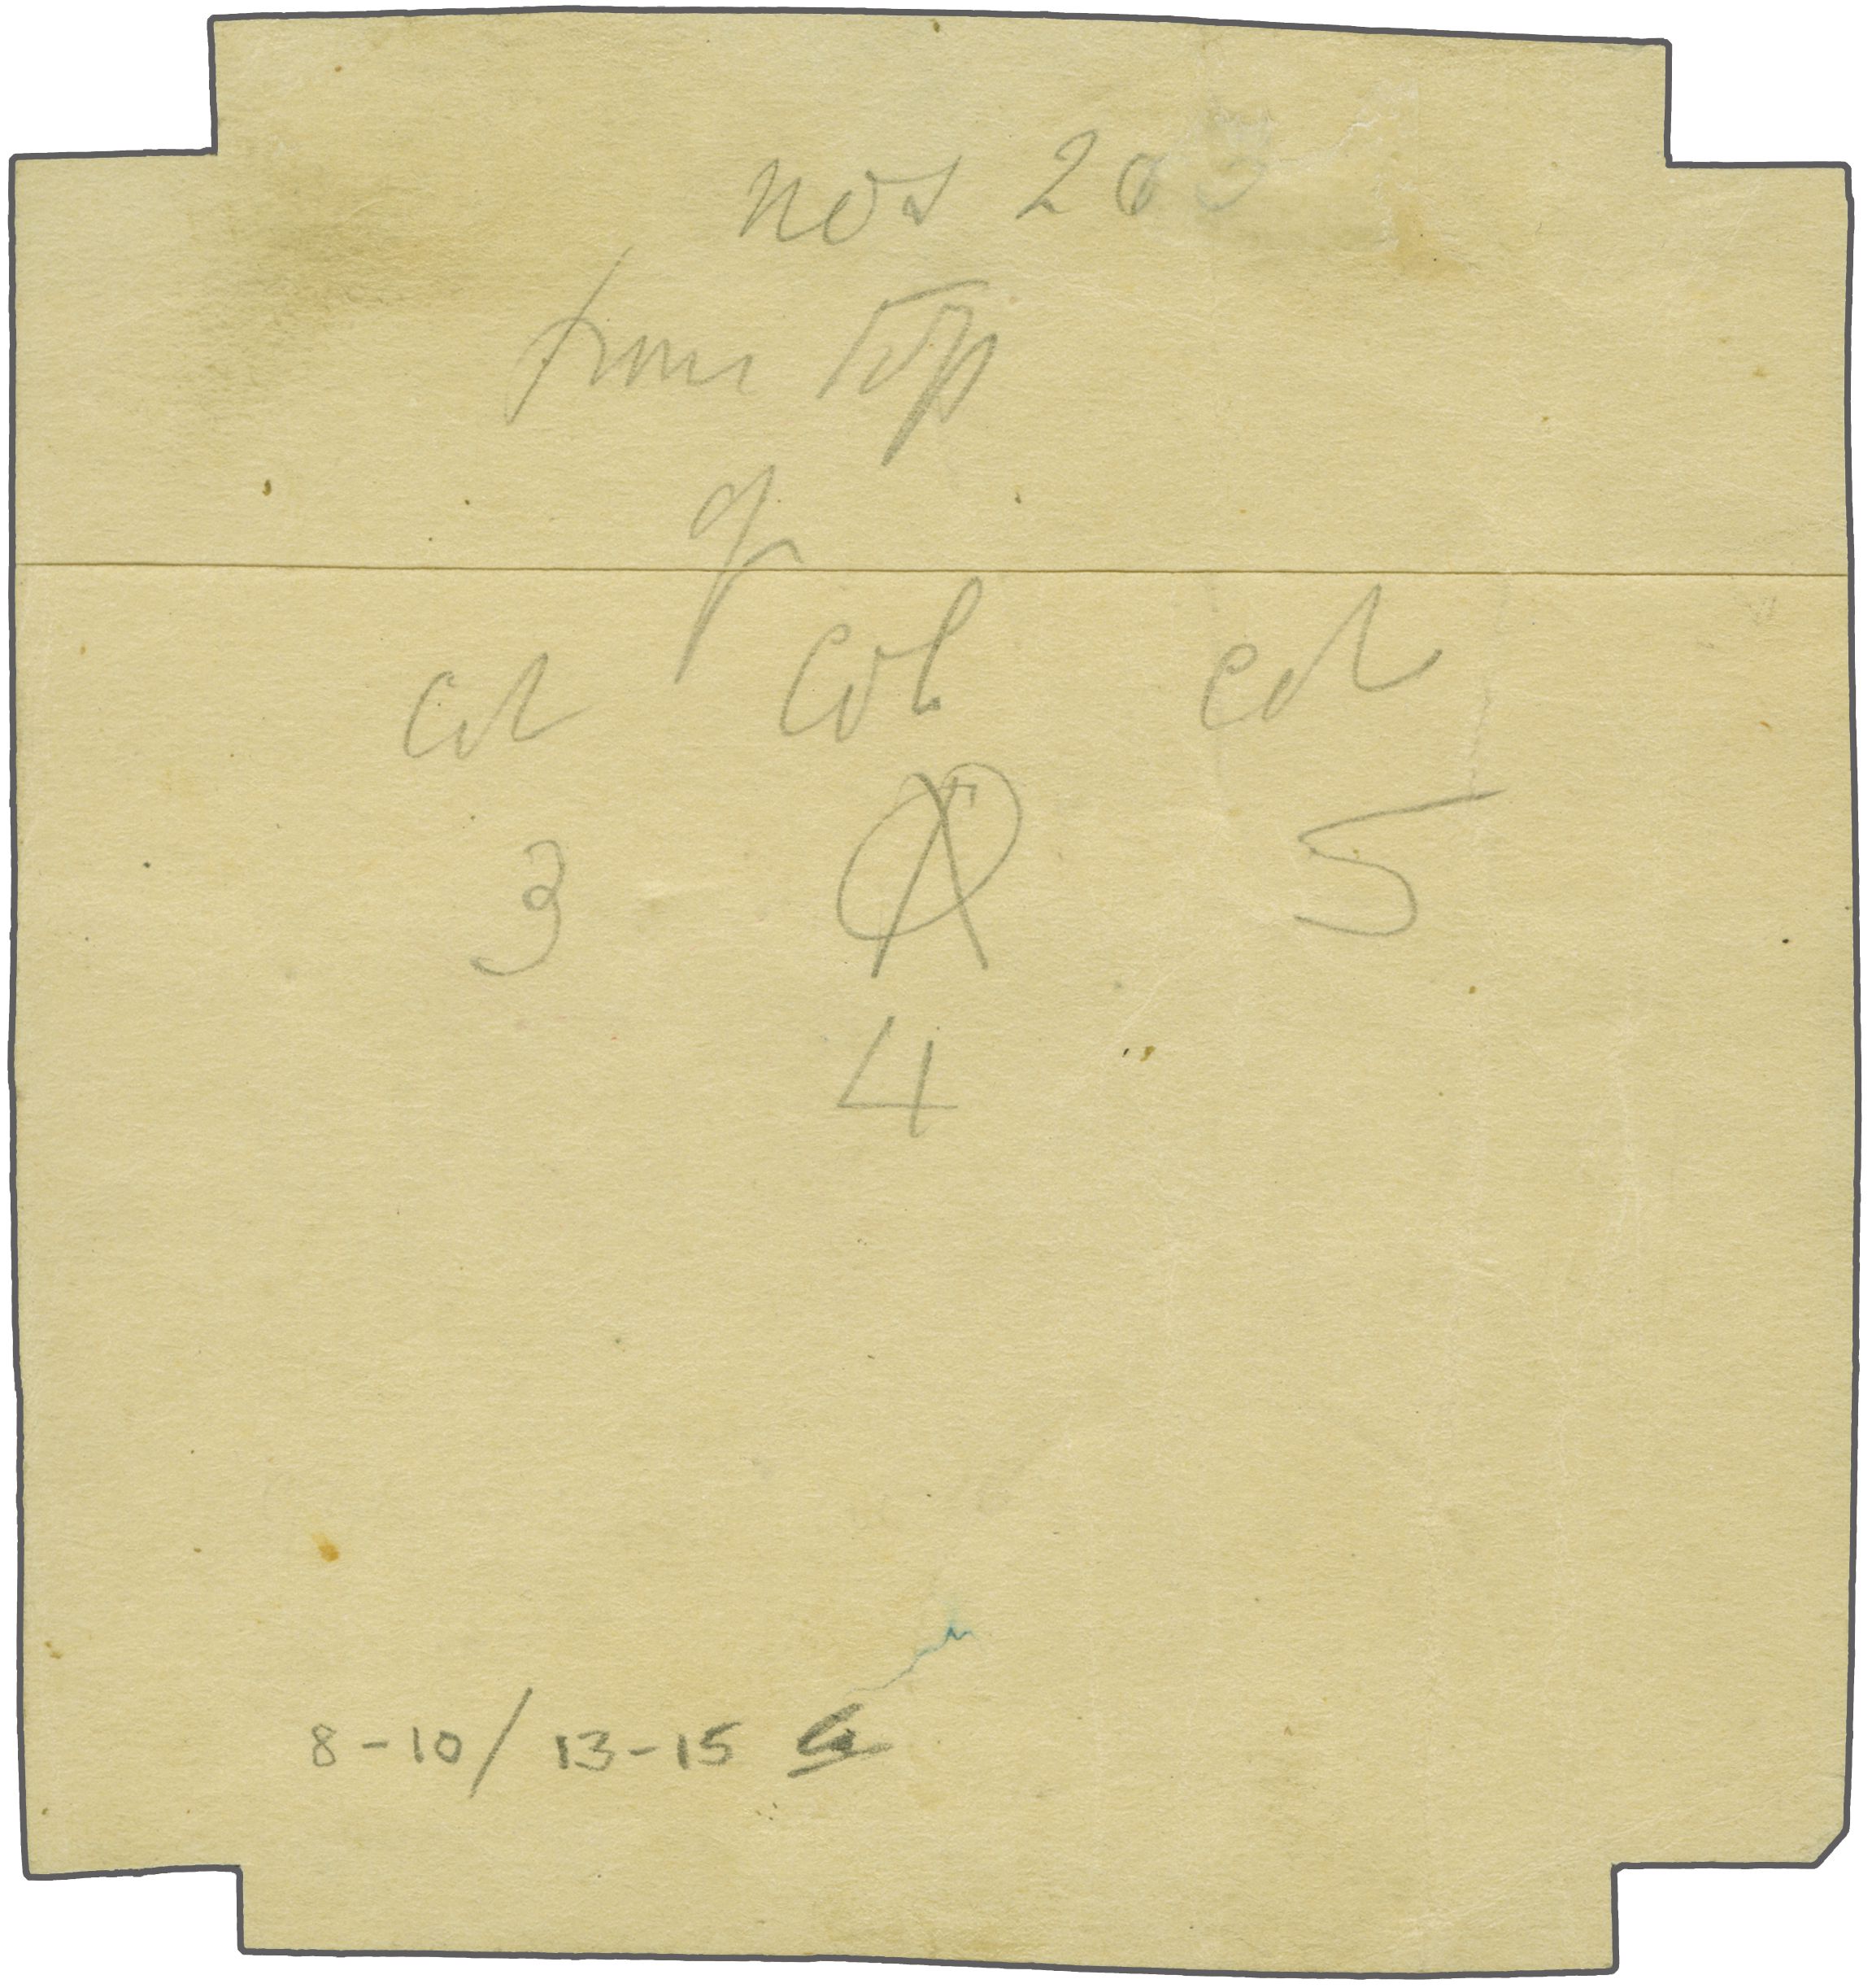 nos 20
from Top
of
Col Col Col
3 5
4
8-10/13-15